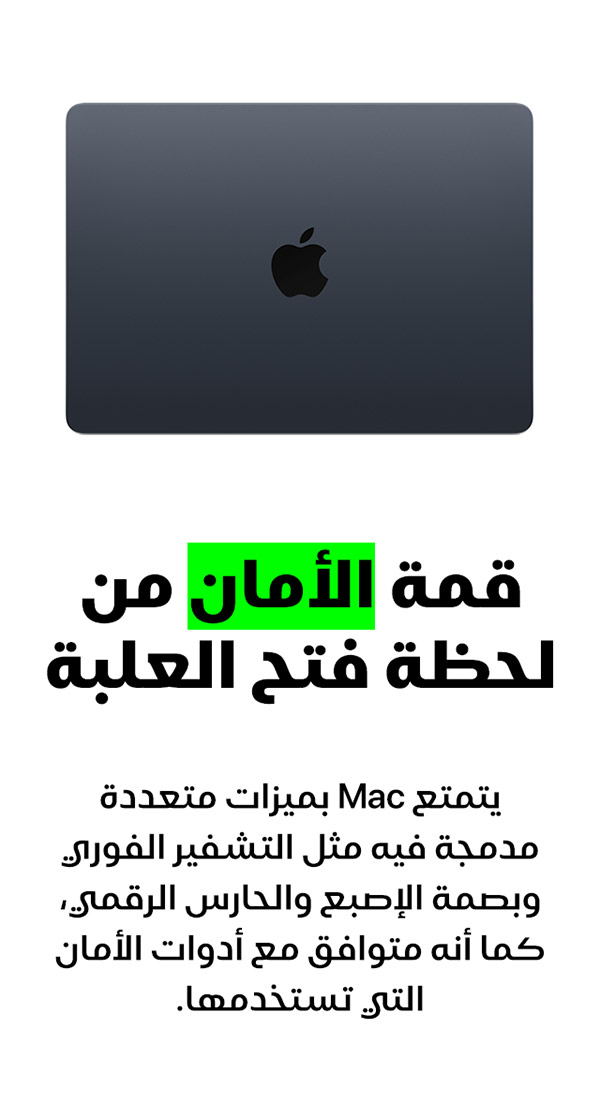 قمة الأمان من
لحظة فتح العلبة
يتمتع Mac بميزات متعددة
مدمجة فيه مثل التشفير الفوري
وبصمة الإصبع والحارس الرقمي،
كما أنه متوافق مع أدوات الأمان
التي تستخدمها.